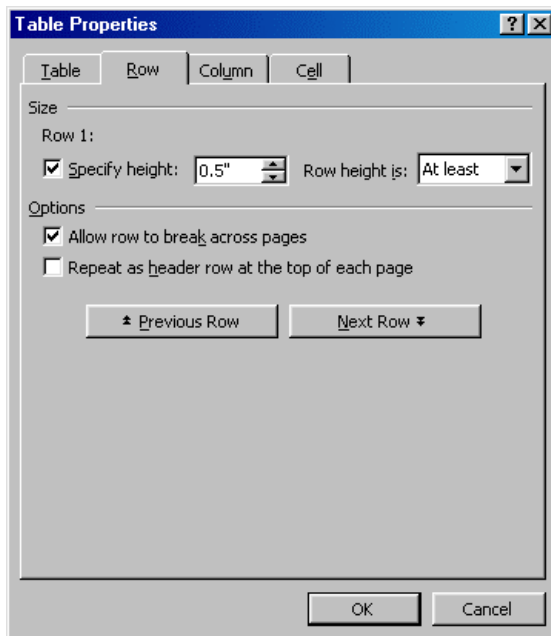 Table Properties
Table Row Column Cell
Size
Row 1:
Specify height: 0.5" Row height is: At least
Options
Allow row to break across pages
Repeat as header row at the top of each page
Previous Row Next Row
OK Cancel